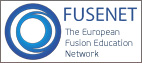 FUSENET
The European
Fusion Education
Network